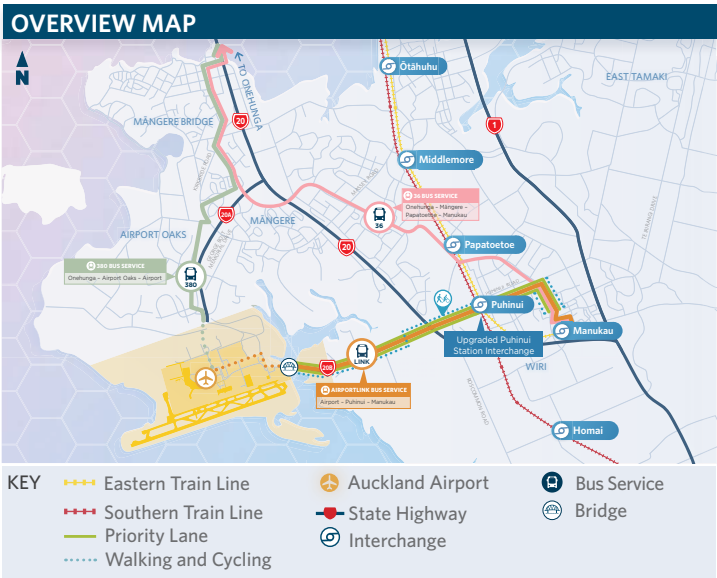 OVERVIEW MAP
N
TO ONEHUNGA
Ōtāhuhu
EAST TAMAKI
MĀNGERE BRIDGE
20
1
Middlemore
36 BUS SERVICE
Onehunga – Māngere –
Papatoetoe – Manukau
20A
MĀNGERE
36
AIRPORT OAKS
20
Papatoetoe
380 BUS SERVICE
Onehunga – Airport Oaks – Airport
380
Puhinui
Manukau
Upgraded Puhinui
Station Interchange
LINK
20B
WIRI
AIRPORTLINK BUS SERVICE
Airport – Puhinui – Manukau
ROSCOMMON ROAD
Homai
KEY
Eastern Train Line
Southern Train Line
Priority Lane
Walking and Cycling
Auckland Airport
State Highway
Interchange
Bus Service
Bridge